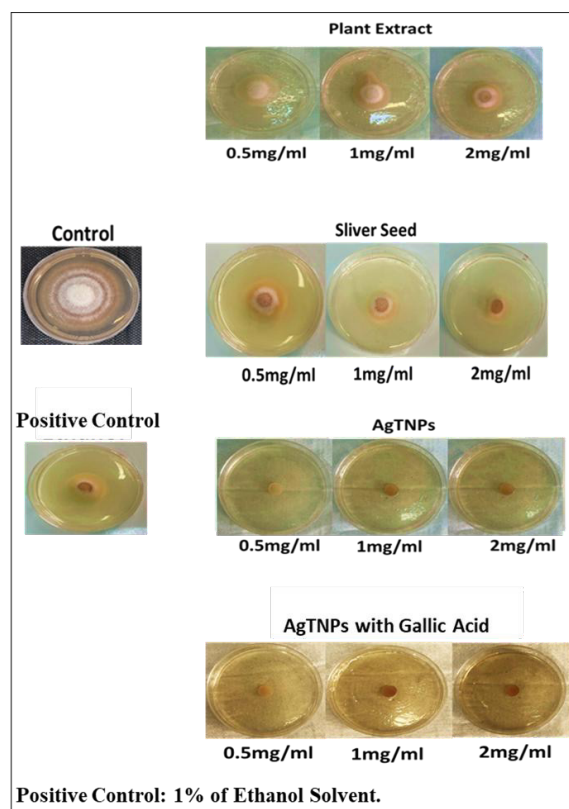 Plant Extract
0.5mg/ml 1mg/ml 2mg/ml
Control
Sliver Seed
0.5mg/ml 1mg/ml 2mg/ml
Positive Control
AgTNPs
0.5mg/ml 1mg/ml 2mg/ml
AgTNPs with Gallic Acid
0.5mg/ml 1mg/ml 2mg/ml
Positive Control: 1% of Ethanol Solvent.